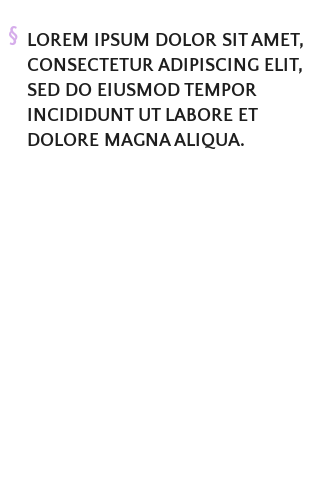 § LOREM IPSUM DOLOR SIT AMET,
CONSECTETUR ADIPISCING ELIT,
SED DO EIUSMOD TEMPOR
INCIDIDUNT UT LABORE ET
DOLORE MAGNA ALIQUA.